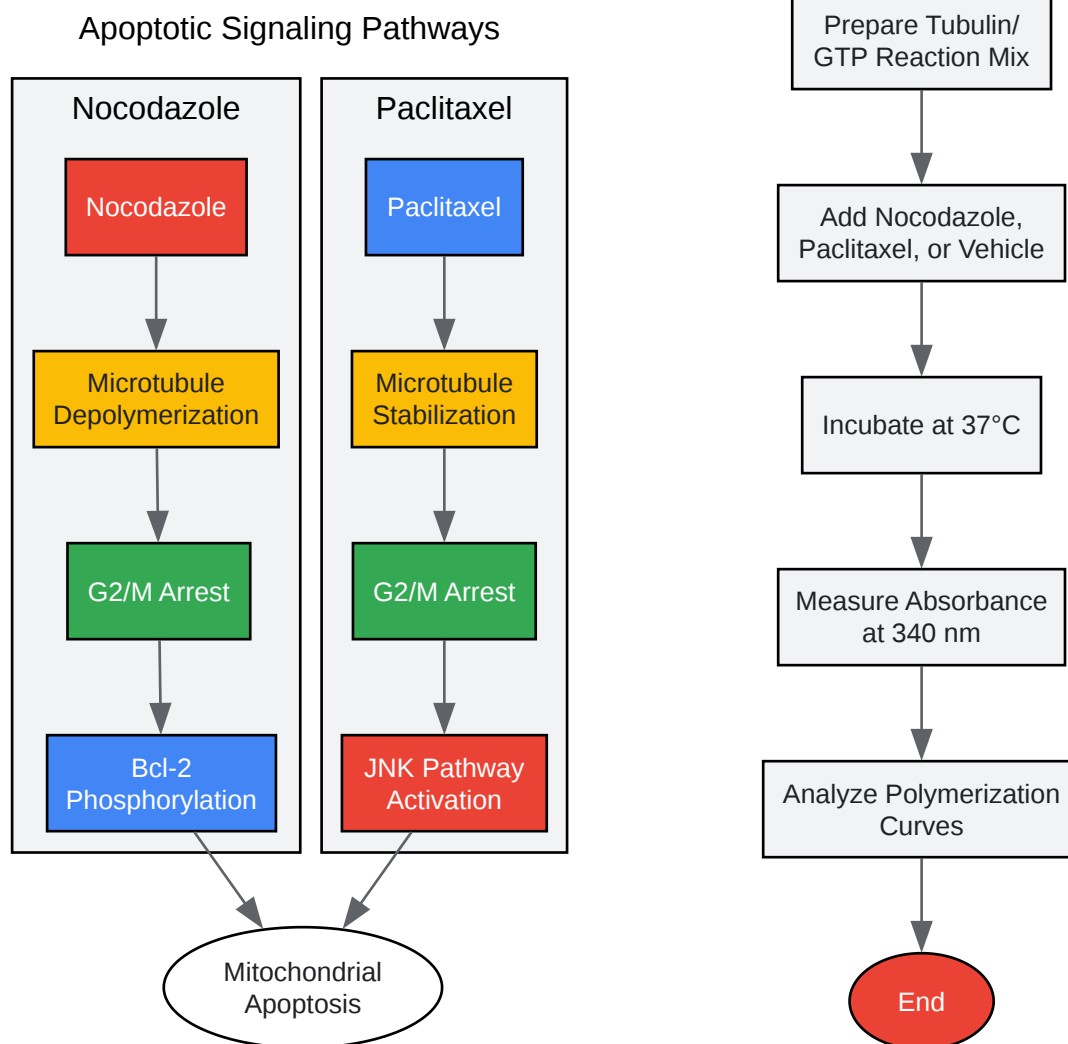 Apoptotic Signaling Pathways
Nocodazole
Nocodazole
Microtubule
Depolymerization
G2/M Arrest
Bcl-2
Phosphorylation
Paclitaxel
Paclitaxel
Microtubule
Stabilization
G2/M Arrest
JNK Pathway
Activation
Mitochondrial
Apoptosis
Prepare Tubulin/
GTP Reaction Mix
Add Nocodazole,
Paclitaxel, or Vehicle
Incubate at 37°C
Measure Absorbance
at 340 nm
Analyze Polymerization
Curves
End